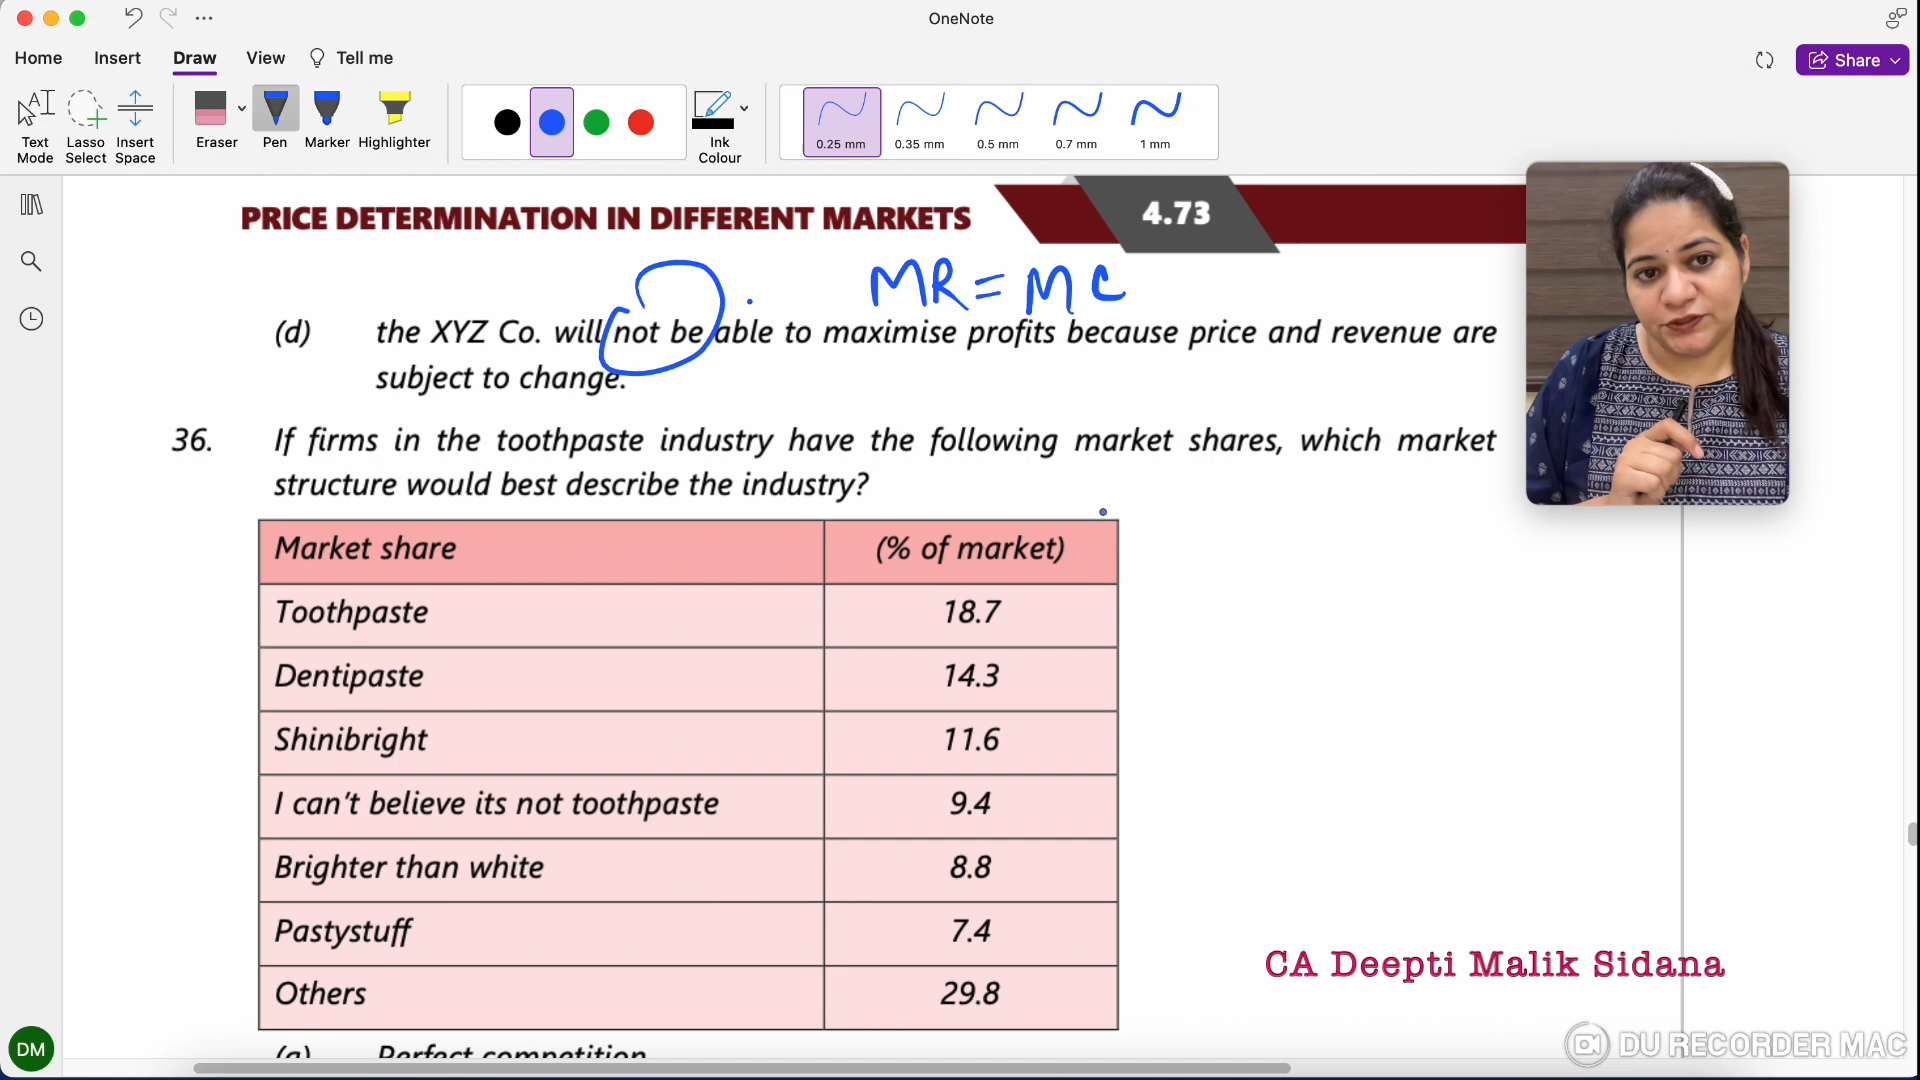 OneNote
Home Insert Draw View Tell me
Share
Text Mode
Lasso Select
Insert Space
Eraser
Pen
Marker
Highlighter
Ink Colour
0.25 mm
0.35 mm
0.5 mm
0.7 mm
1 mm
PRICE DETERMINATION IN DIFFERENT MARKETS 4.73
MR = MC
(d) the XYZ Co. will not be able to maximise profits because price and revenue are
subject to change.
36. If firms in the toothpaste industry have the following market shares, which market
structure would best describe the industry?
Market share (% of market)
Toothpaste 18.7
Dentipaste 14.3
Shinibright 11.6
I can't believe its not toothpaste 9.4
Brighter than white 8.8
Pastystuff 7.4
Others 29.8
CA Deepti Malik Sidana
(a) Perfect competition
DM
DU RECORDER MAC